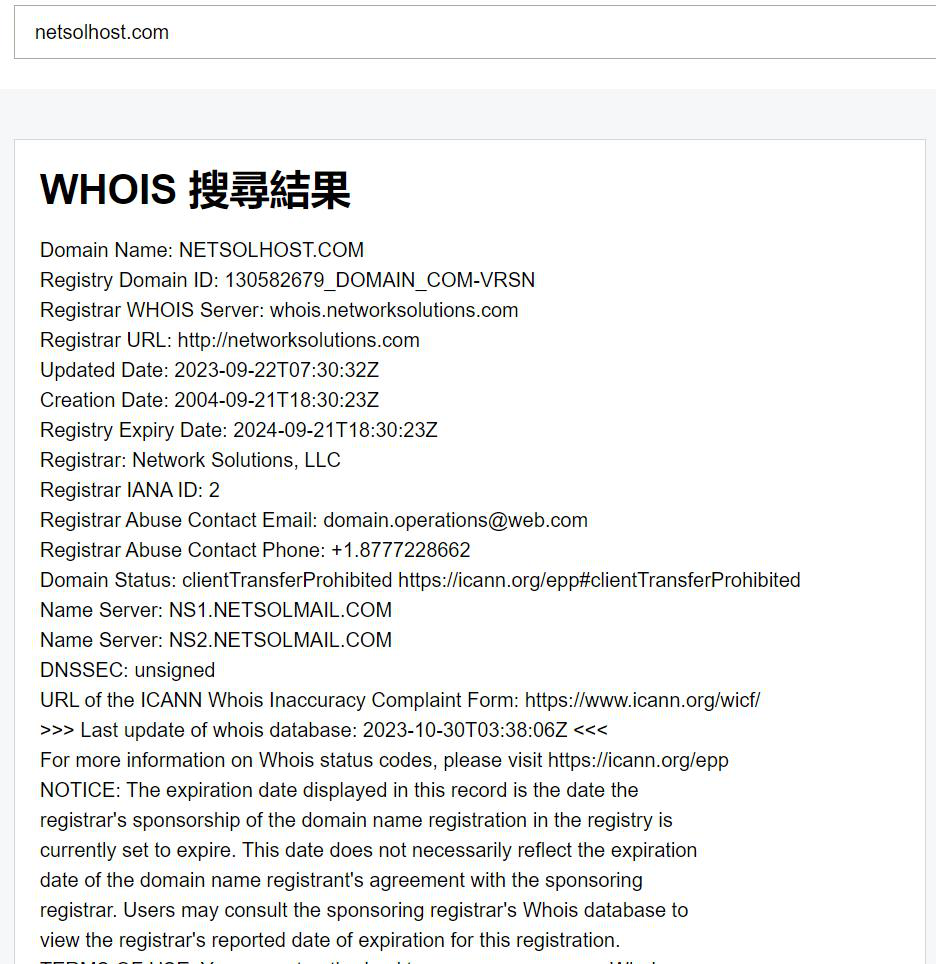 netsolhost.com
WHOIS 搜尋結果
Domain Name: NETSOLHOST.COM
Registry Domain ID: 130582679_DOMAIN_COM-VRSN
Registrar WHOIS Server: whois.networksolutions.com
Registrar URL: http://networksolutions.com
Updated Date: 2023-09-22T07:30:32Z
Creation Date: 2004-09-21T18:30:23Z
Registry Expiry Date: 2024-09-21T18:30:23Z
Registrar: Network Solutions, LLC
Registrar IANA ID: 2
Registrar Abuse Contact Email: domain.operations@web.com
Registrar Abuse Contact Phone: +1.8777228662
Domain Status: clientTransferProhibited https://icann.org/epp#clientTransferProhibited
Name Server: NS1.NETSOLMAIL.COM
Name Server: NS2.NETSOLMAIL.COM
DNSSEC: unsigned
URL of the ICANN Whois Inaccuracy Complaint Form: https://www.icann.org/wicf/
>>> Last update of whois database: 2023-10-30T03:38:06Z <<<
For more information on Whois status codes, please visit https://icann.org/epp
NOTICE: The expiration date displayed in this record is the date the
registrar's sponsorship of the domain name registration in the registry is
currently set to expire. This date does not necessarily reflect the expiration
date of the domain name registrant's agreement with the sponsoring
registrar. Users may consult the sponsoring registrar's Whois database to
view the registrar's reported date of expiration for this registration.